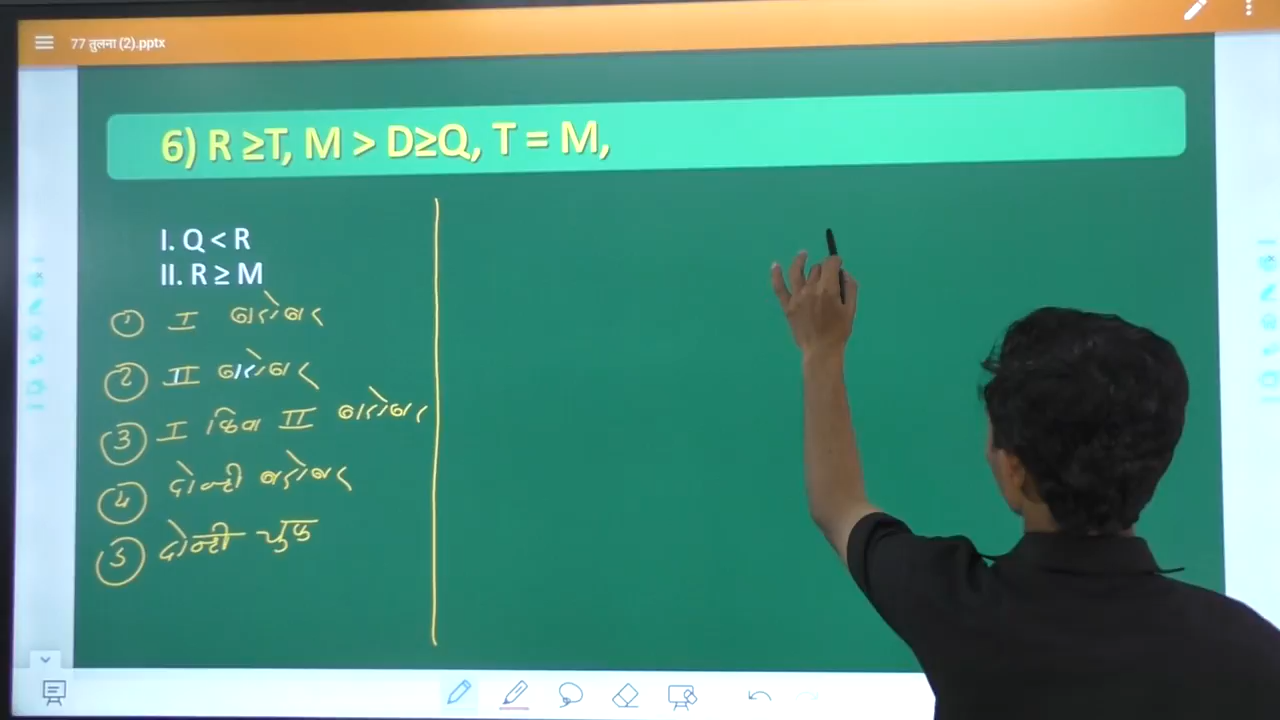 77 तुलना (2).pptx
6) R ≥T, M > D≥Q, T = M,
I. Q < R
II. R ≥ M
① I बरोबर
② II बरोबर
③ I किंवा II बरोबर
④ दोन्ही बरोबर
⑤ दोन्ही चुक